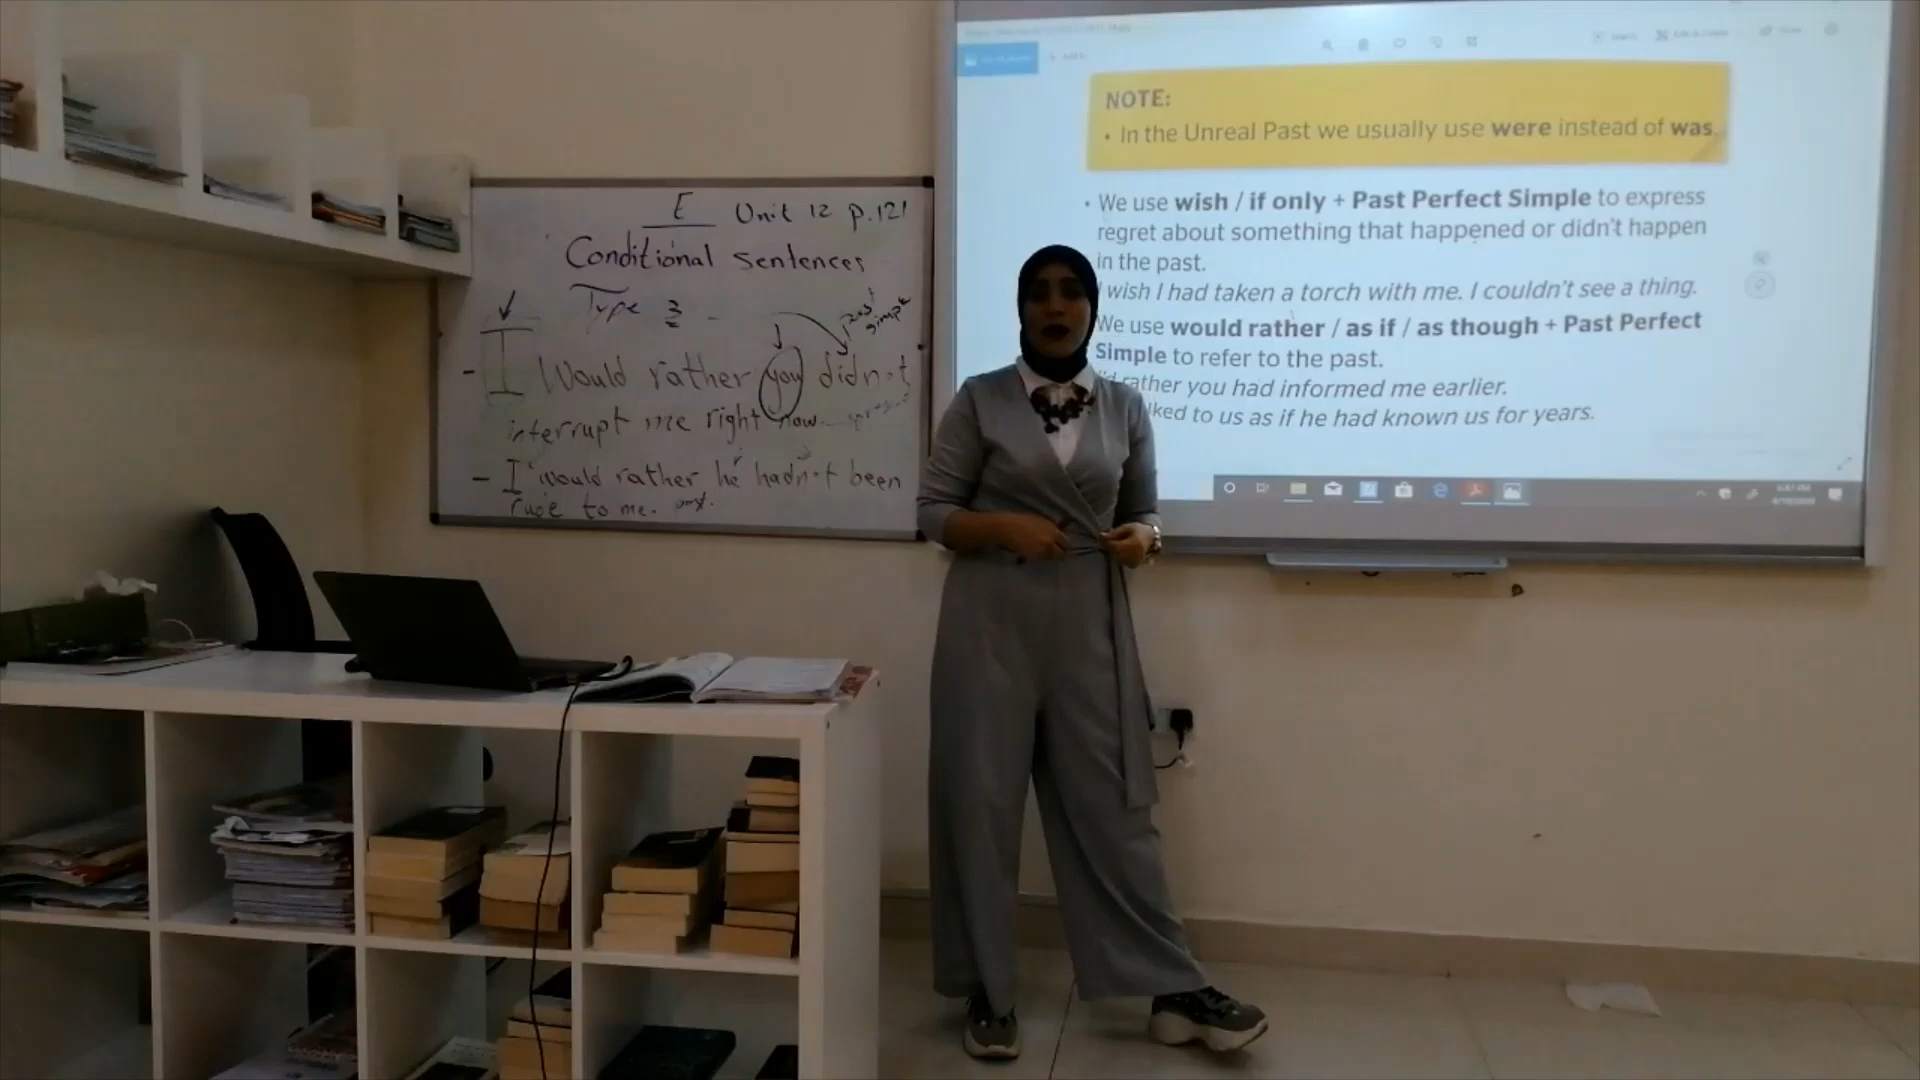 E Unit 12 p.121
Conditional Sentences
Type 3
past simple
- I Would rather you didn't
interrupt me right now.
- I would rather he hadn't been
rude to me. past.
NOTE:
• In the Unreal Past we usually use were instead of was.
• We use wish / if only + Past Perfect Simple to express
regret about something that happened or didn't happen
in the past.
I wish I had taken a torch with me. I couldn't see a thing.
We use would rather / as if / as though + Past Perfect
Simple to refer to the past.
I'd rather you had informed me earlier.
lked to us as if he had known us for years.